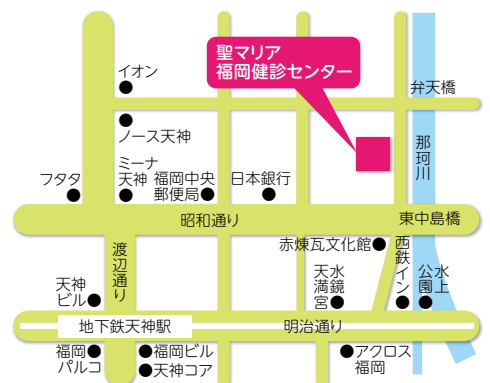 聖マリア
福岡健診センター
イオン
弁天橋
ノース天神
那珂川
ミーナ
天神
フタタ
福岡中央
郵便局
日本銀行
昭和通り
東中島橋
渡辺通り
赤煉瓦文化館
西鉄イン
天神
ビル
水鏡
天満宮
水上
公園
地下鉄天神駅
明治通り
福岡
パルコ
福岡ビル
天神コア
アクロス
福岡